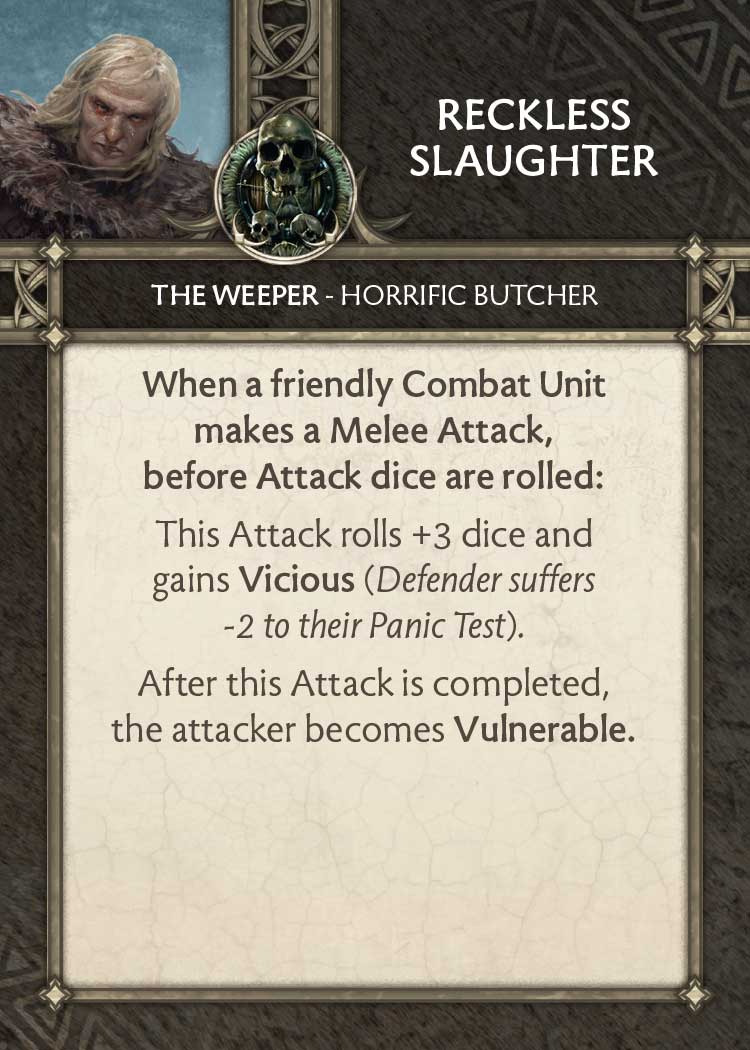 RECKLESS
SLAUGHTER
THE WEEPER - HORRIFIC BUTCHER
When a friendly Combat Unit
makes a Melee Attack,
before Attack dice are rolled:
This Attack rolls +3 dice and
gains Vicious (Defender suffers
-2 to their Panic Test).
After this Attack is completed,
the attacker becomes Vulnerable.